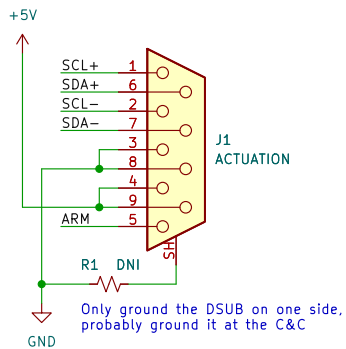 +5V
SCL+ 1
SDA+ 6
SCL- 2
SDA- 7
3
8
4
9
ARM 5
J1
ACTUATION
SH
R1 DNI
GND
Only ground the DSUB on one side,
probably ground it at the C&C